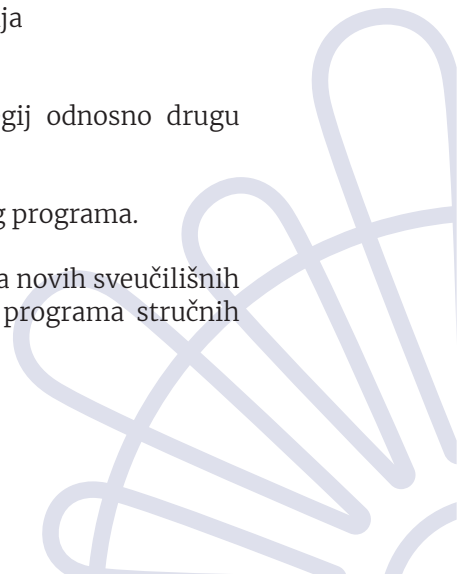 ja
gij odnosno drugu
g programa.
a novih sveučilišnih
programa stručnih